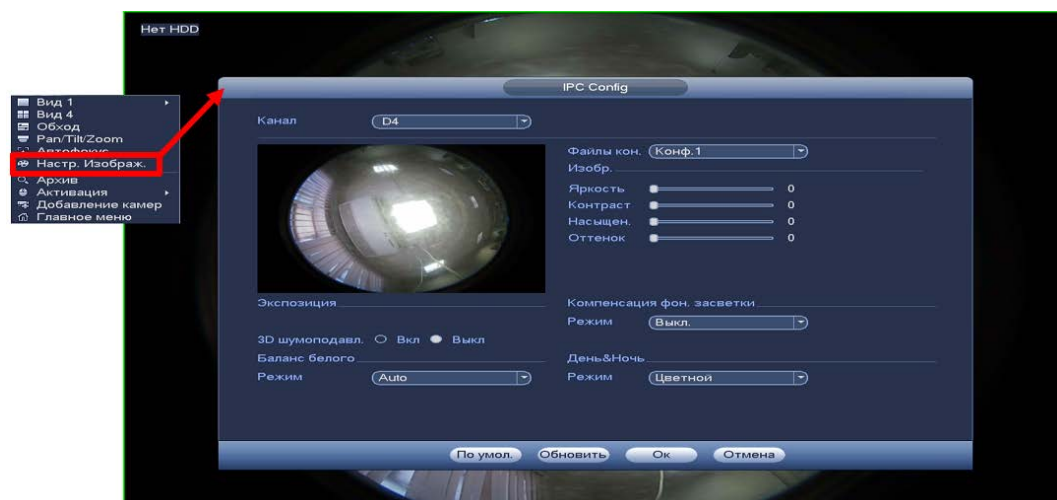 Нет HDD
Вид 1
Вид 4
Обход
Pan/Tilt/Zoom
Автофокус
Настр. Изображ.
Архив
Активация
Добавление камер
Главное меню
IPC Config
Канал D4
Файлы кон. Конф.1
Изобр.
Яркость 0
Контраст 0
Насыщен. 0
Оттенок 0
Экспозиция
3D шумоподавл. Вкл Выкл
Компенсация фон. засветки
Режим Выкл.
Баланс белого
Режим Auto
День&Ночь
Режим Цветной
По умол. Обновить Ок Отмена